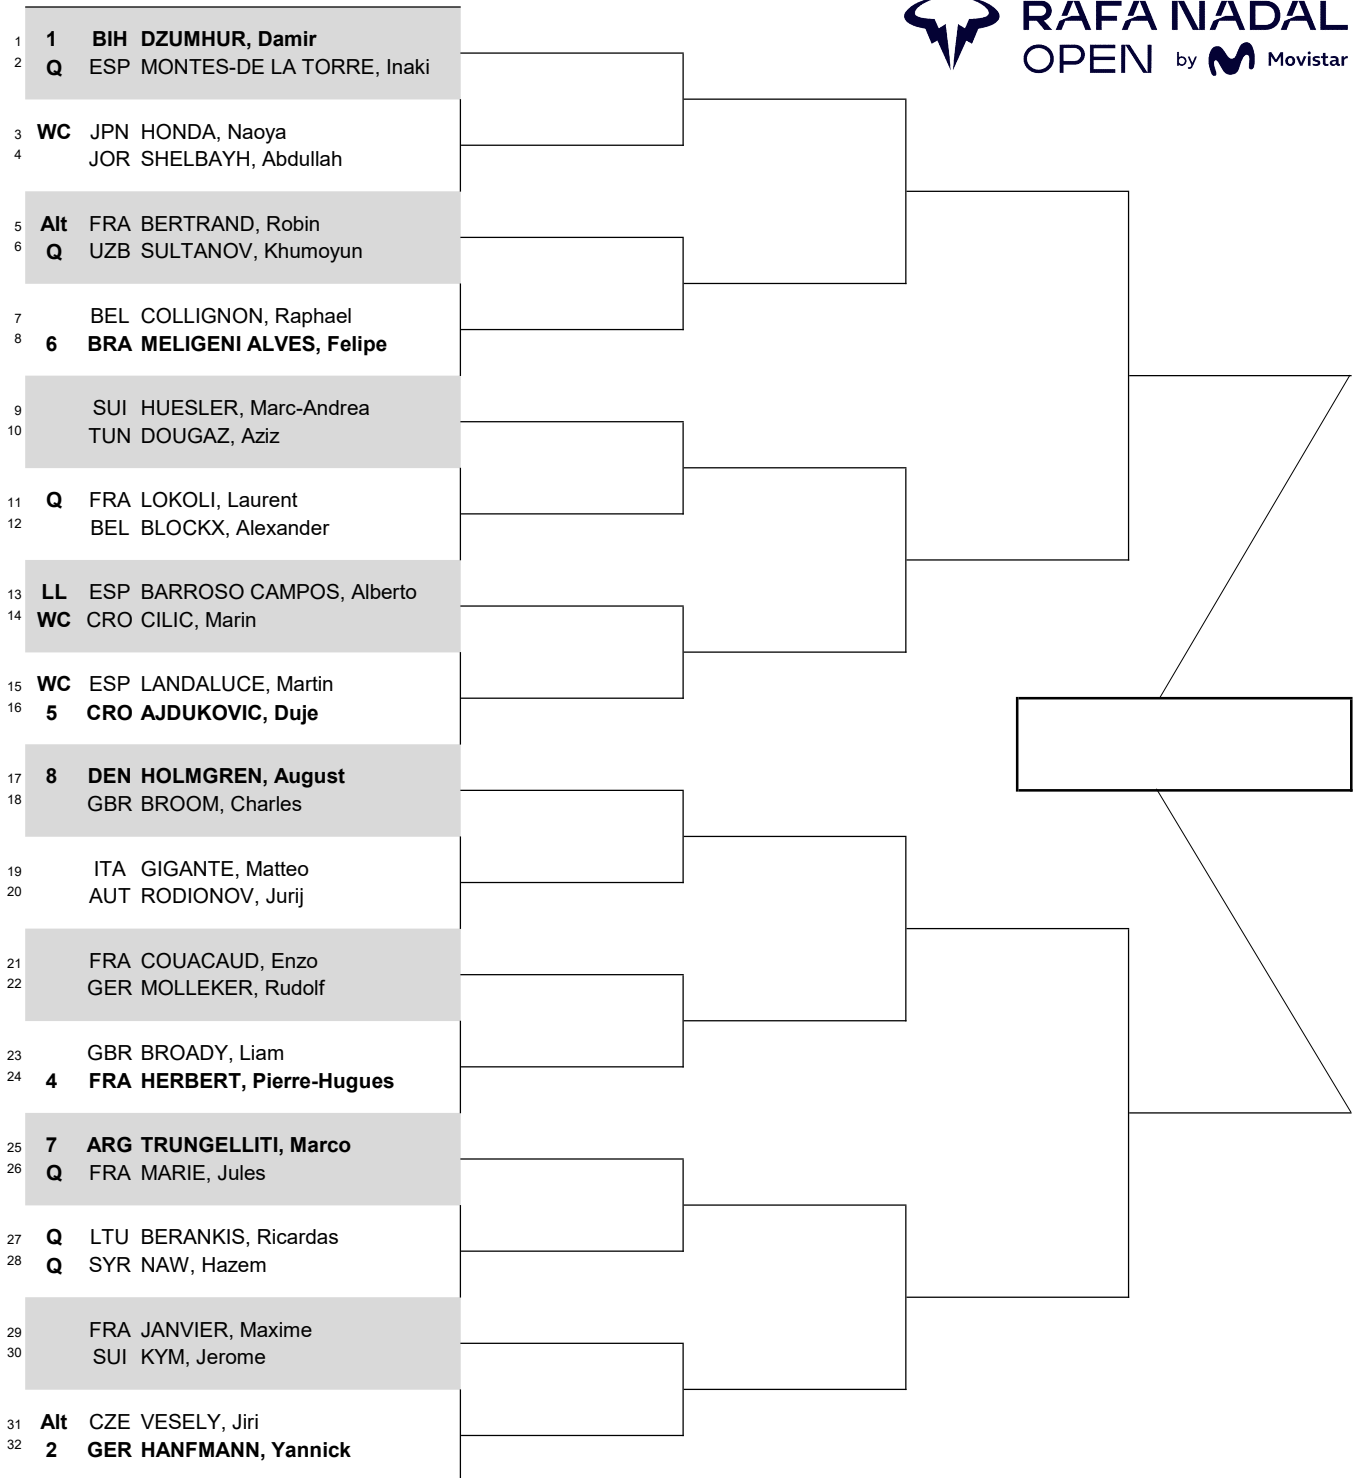 RAFA NADAL
OPEN by Movistar
1 1 BIH DZUMHUR, Damir
2 Q ESP MONTES-DE LA TORRE, Inaki
3 WC JPN HONDA, Naoya
4 JOR SHELBAYH, Abdullah
5 Alt FRA BERTRAND, Robin
6 Q UZB SULTANOV, Khumoyun
7 BEL COLLIGNON, Raphael
8 6 BRA MELIGENI ALVES, Felipe
9 SUI HUESLER, Marc-Andrea
10 TUN DOUGAZ, Aziz
11 Q FRA LOKOLI, Laurent
12 BEL BLOCKX, Alexander
13 LL ESP BARROSO CAMPOS, Alberto
14 WC CRO CILIC, Marin
15 WC ESP LANDALUCE, Martin
16 5 CRO AJDUKOVIC, Duje
17 8 DEN HOLMGREN, August
18 GBR BROOM, Charles
19 ITA GIGANTE, Matteo
20 AUT RODIONOV, Jurij
21 FRA COUACAUD, Enzo
22 GER MOLLEKER, Rudolf
23 GBR BROADY, Liam
24 4 FRA HERBERT, Pierre-Hugues
25 7 ARG TRUNGELLITI, Marco
26 Q FRA MARIE, Jules
27 Q LTU BERANKIS, Ricardas
28 Q SYR NAW, Hazem
29 FRA JANVIER, Maxime
30 SUI KYM, Jerome
31 Alt CZE VESELY, Jiri
32 2 GER HANFMANN, Yannick